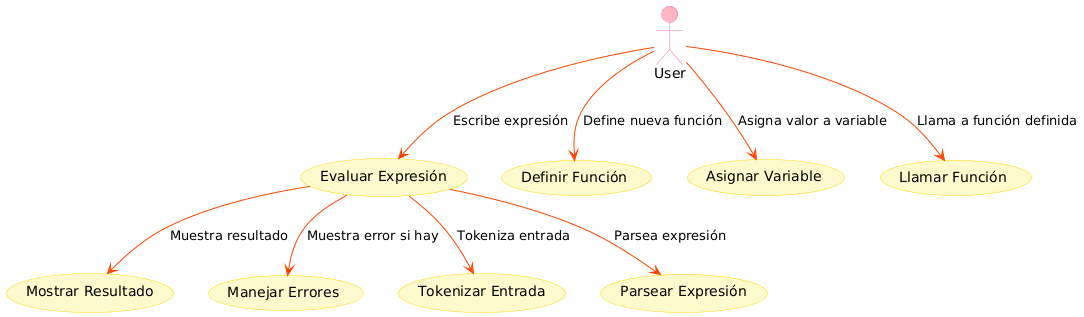 User
Escribe expresión
Define nueva función
Asigna valor a variable
Llama a función definida
Evaluar Expresión
Definir Función
Asignar Variable
Llamar Función
Muestra resultado
Muestra error si hay
Tokeniza entrada
Parsea expresión
Mostrar Resultado
Manejar Errores
Tokenizar Entrada
Parsear Expresión